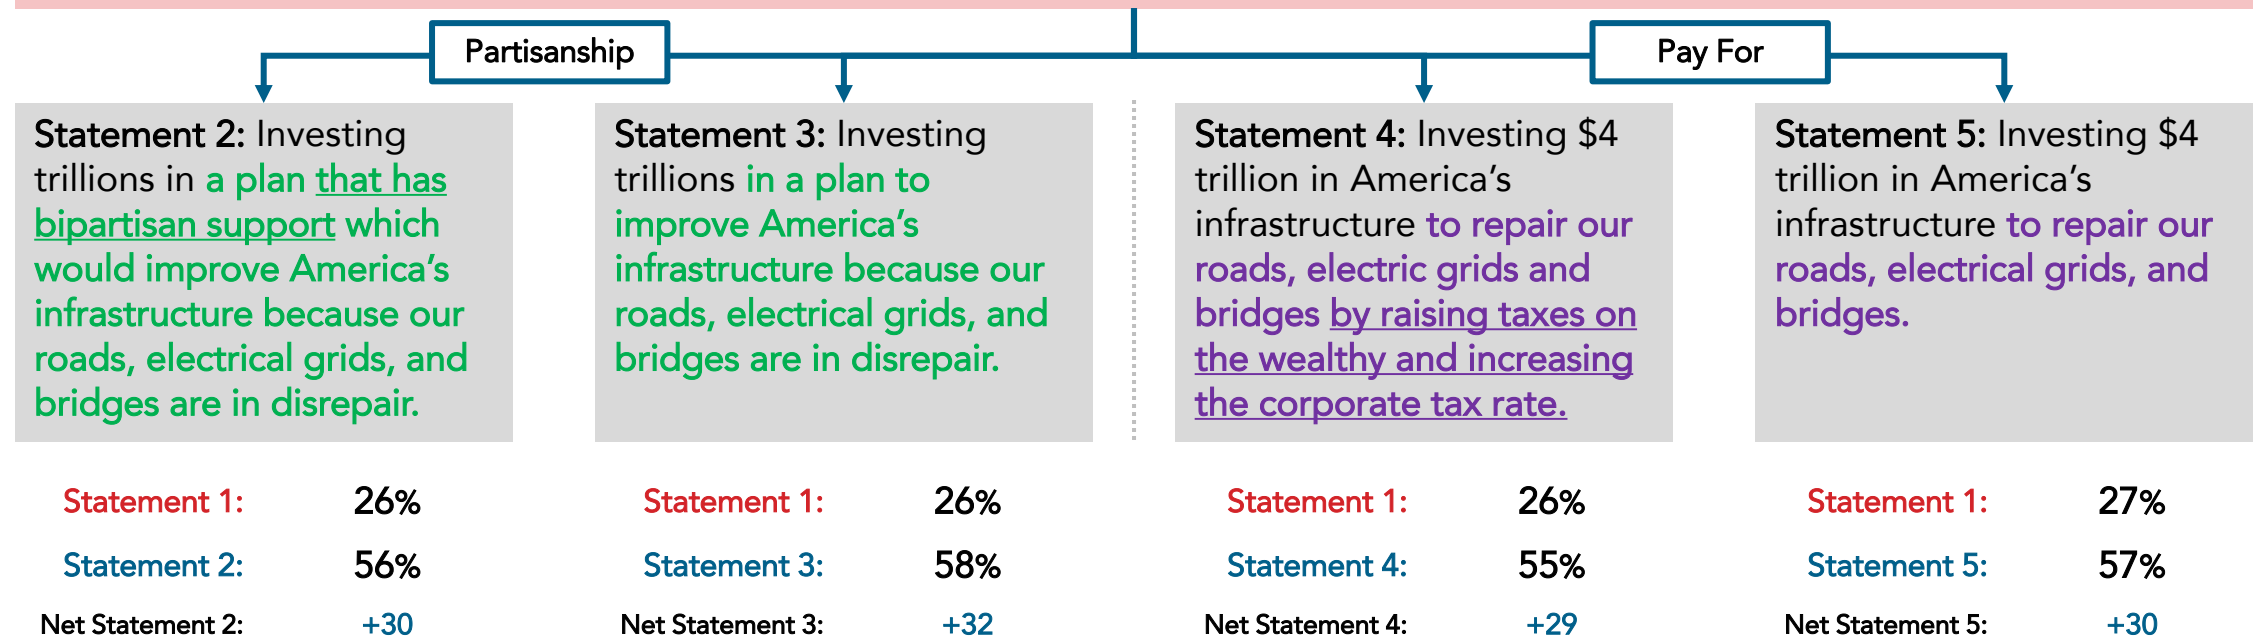 Partisanship
Pay For
Statement 2: Investing
trillions in a plan that has
bipartisan support which
would improve America's
infrastructure because our
roads, electrical grids, and
bridges are in disrepair.
Statement 3: Investing
trillions in a plan to
improve America's
infrastructure because our
roads, electrical grids, and
bridges are in disrepair.
Statement 4: Investing $4
trillion in America's
infrastructure to repair our
roads, electric grids and
bridges by raising taxes on
the wealthy and increasing
the corporate tax rate.
Statement 5: Investing $4
trillion in America's
infrastructure to repair our
roads, electrical grids, and
bridges.
Statement 1: 26%
Statement 2: 56%
Net Statement 2: +30
Statement 1: 26%
Statement 3: 58%
Net Statement 3: +32
Statement 1: 26%
Statement 4: 55%
Net Statement 4: +29
Statement 1: 27%
Statement 5: 57%
Net Statement 5: +30